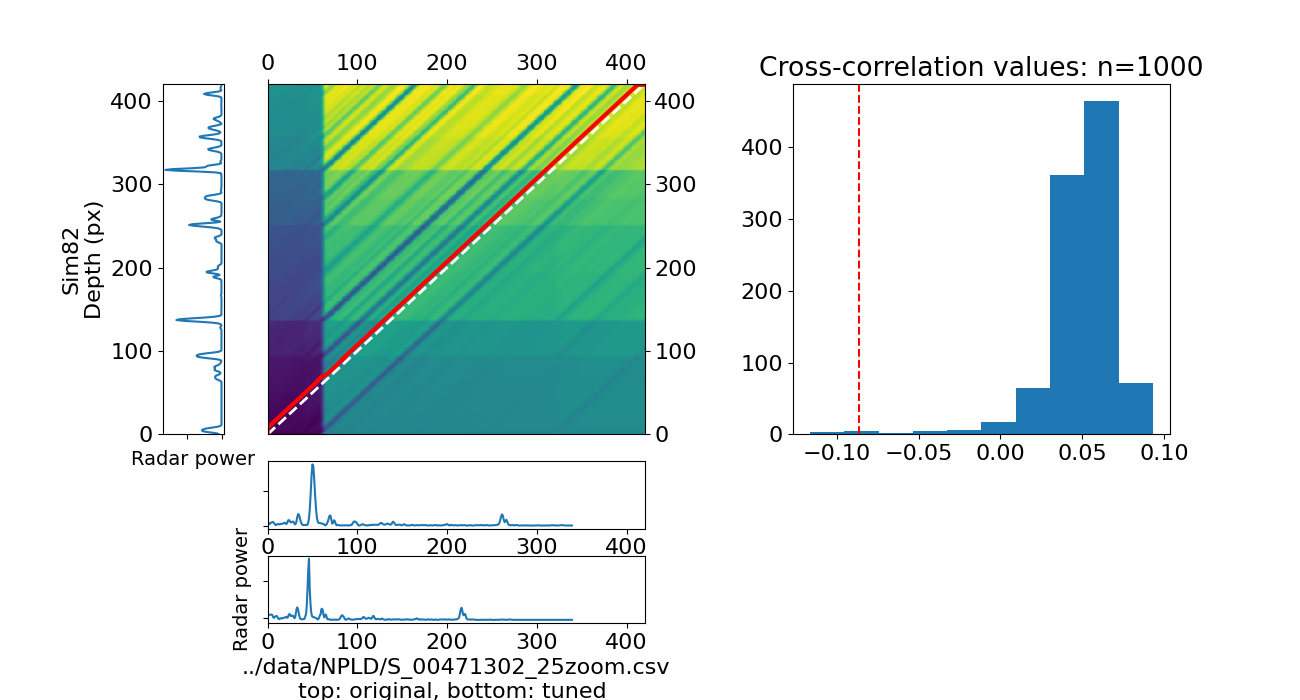 Cross-correlation values: n=1000
0 100 200 300 400
400 300 200 100 0
Sim82
Depth (px)
400 300 200 100 0
400 300 200 100 0
−0.10 −0.05 0.00 0.05 0.10
Radar power
0 100 200 300 400
Radar power
0 100 200 300 400
../data/NPLD/S_00471302_25zoom.csv
top: original, bottom: tuned